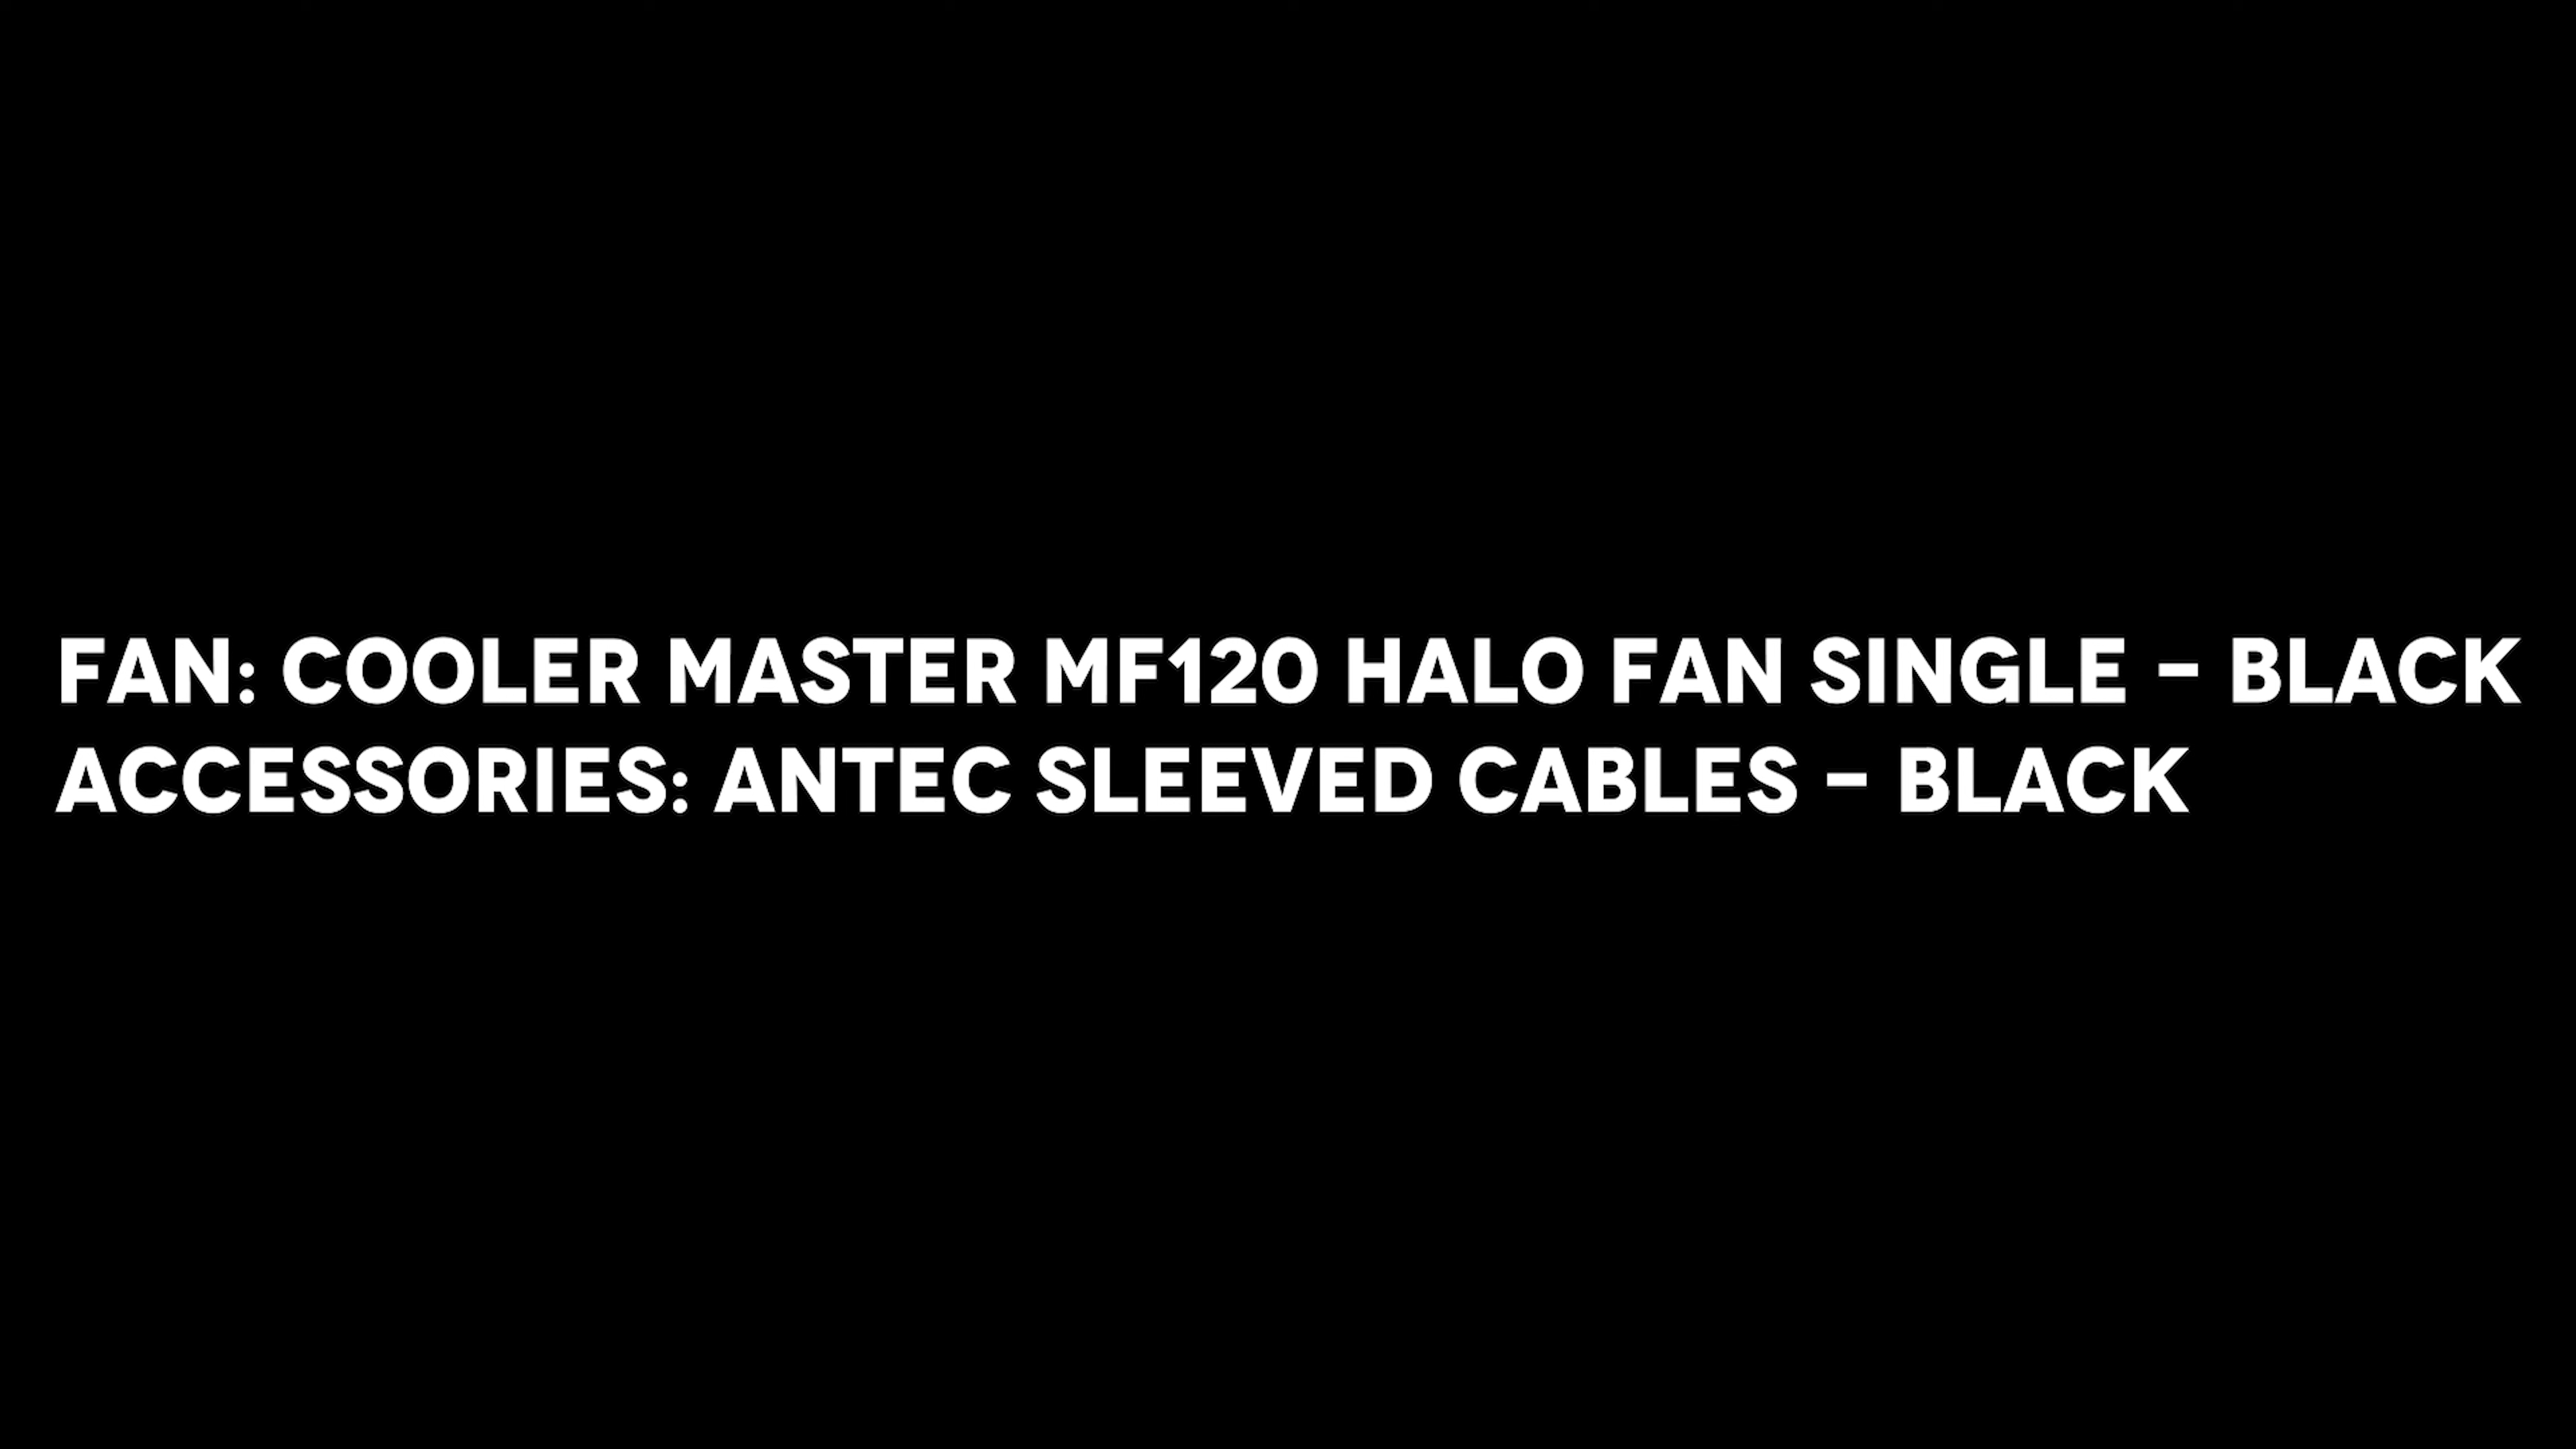 FAN: COOLER MASTER MF120 HALO FAN SINGLE - BLACK
ACCESSORIES: ANTEC SLEEVED CABLES - BLACK